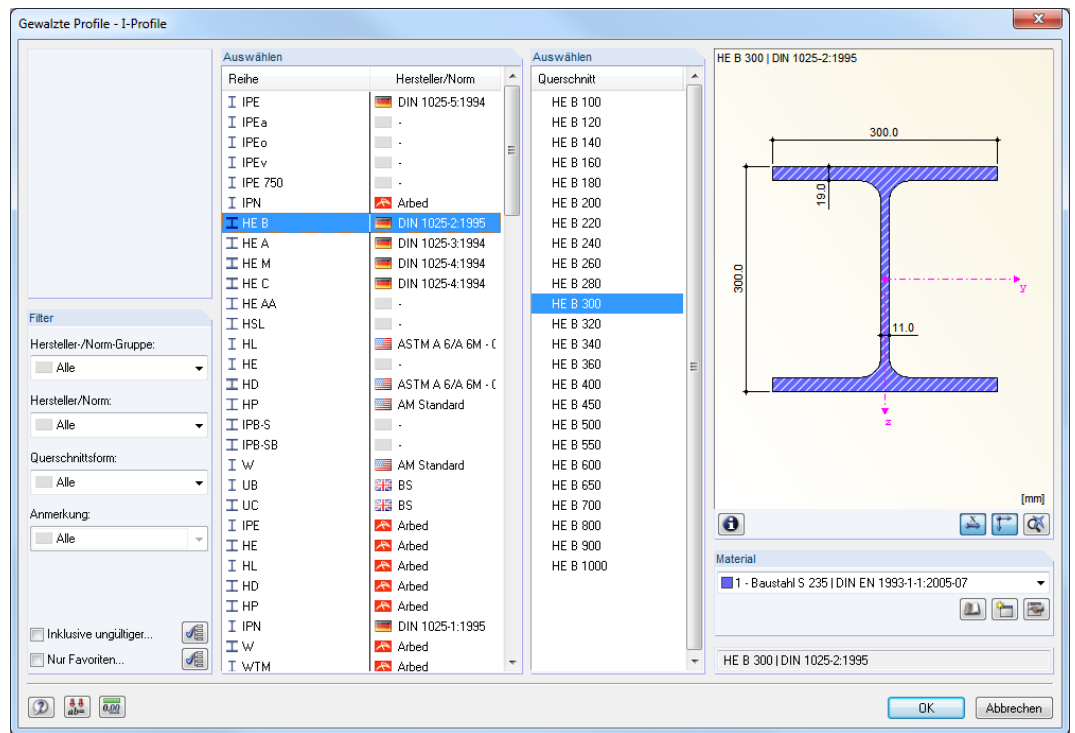 Gewalzte Profile - I-Profile
Auswählen
Reihe Hersteller/Norm
IPE DIN 1025-5:1994
IPEa -
IPEo -
IPEv -
IPE 750 -
IPN Arbed
HE B DIN 1025-2:1995
HE A DIN 1025-3:1994
HE M DIN 1025-4:1994
HE C DIN 1025-4:1994
HE AA -
HSL -
HL ASTM A 6/A 6M - (
HE -
HD ASTM A 6/A 6M - (
HP AM Standard
IPB-S -
IPB-SB -
W AM Standard
UB BS
UC BS
IPE Arbed
HE Arbed
HL Arbed
HD Arbed
HP Arbed
IPN DIN 1025-1:1995
W Arbed
WTM Arbed
Auswählen
Querschnitt
HE B 100
HE B 120
HE B 140
HE B 160
HE B 180
HE B 200
HE B 220
HE B 240
HE B 260
HE B 280
HE B 300
HE B 320
HE B 340
HE B 360
HE B 400
HE B 450
HE B 500
HE B 550
HE B 600
HE B 650
HE B 700
HE B 800
HE B 900
HE B 1000
Filter
Hersteller-/Norm-Gruppe:
Alle
Hersteller/Norm:
Alle
Querschnittsform:
Alle
Anmerkung:
Alle
Inklusive ungültiger...
Nur Favoriten...
HE B 300 | DIN 1025-2:1995
300.0
19.0
300.0
y
11.0
z
[mm]
Material
1 - Baustahl S 235 | DIN EN 1993-1-1:2005-07
HE B 300 | DIN 1025-2:1995
ab=
0.00
OK
Abbrechen